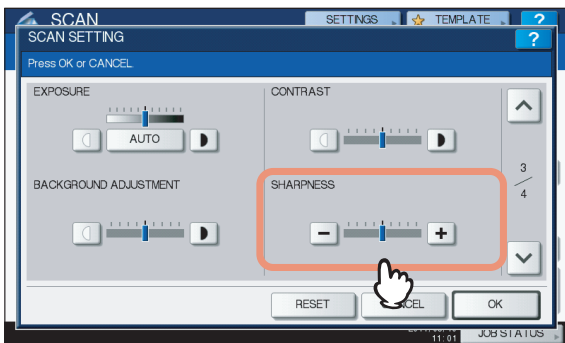 SCAN
SETTINGS
TEMPLATE
?
SCAN SETTING
?
Press OK or CANCEL
EXPOSURE
CONTRAST
AUTO
3
4
BACKGROUND ADJUSTMENT
SHARPNESS
RESET
OK
11:01
JOB STATUS